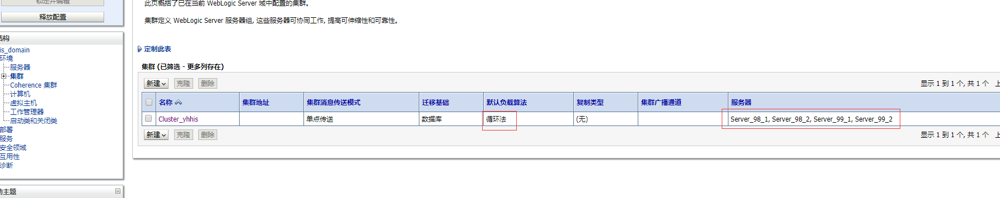 锁定并编辑
释放配置
结构
is_domain
环境
服务器
集群
Coherence 集群
计算机
虚拟主机
工作管理器
启动类和关闭类
部署
服务
安全领域
互用性
诊断
动主题
此页概括了已在当前 WebLogic Server 域中配置的集群。
集群定义 WebLogic Server 服务器组, 这些服务器可协同工作, 提高可伸缩性和可靠性。
定制此表
集群 (已筛选 - 更多列存在)
新建 克隆 删除 显示 1 到 1 个, 共 1 个 上
名称 集群地址 集群消息传送模式 迁移基础 默认负载算法 复制类型 集群广播通道 服务器
Cluster_yhhis 单点传送 数据库 循环法 (无) Server_98_1, Server_98_2, Server_99_1, Server_99_2
新建 克隆 删除 显示 1 到 1 个, 共 1 个 上